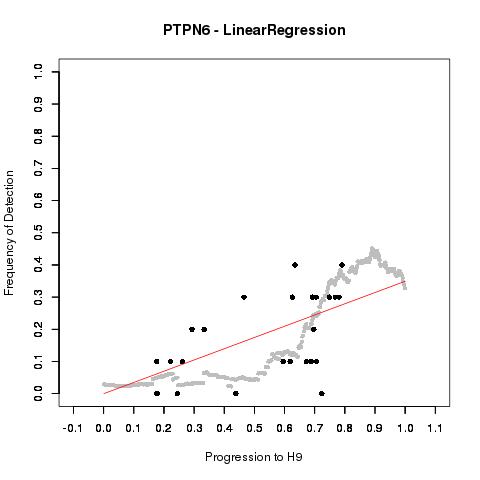 PTPN6 - LinearRegression
Frequency of Detection
1.0
0.9
0.8
0.7
0.6
0.5
0.4
0.3
0.2
0.1
0.0
-0.1 0.0 0.1 0.2 0.3 0.4 0.5 0.6 0.7 0.8 0.9 1.0 1.1
Progression to H9